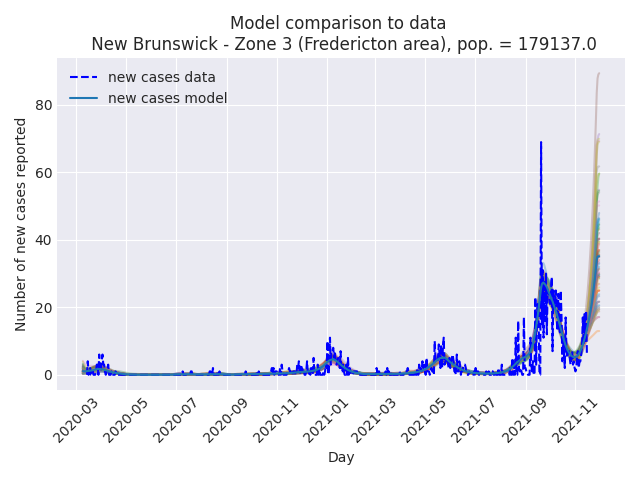 Model comparison to data
New Brunswick - Zone 3 (Fredericton area), pop. = 179137.0
new cases data
new cases model
Number of new cases reported
80
60
40
20
0
2020-03
2020-05
2020-07
2020-09
2020-11
2021-01
2021-03
2021-05
2021-07
2021-09
2021-11
Day